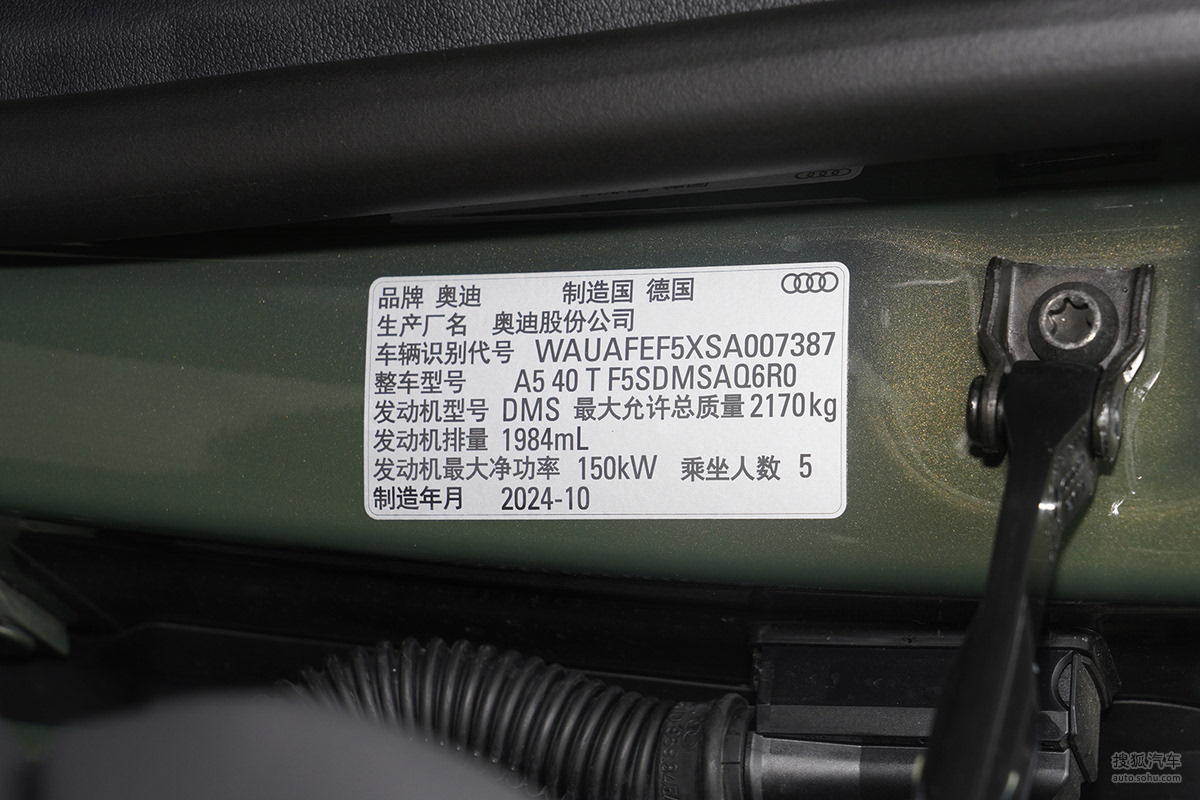 品牌 奥迪 制造国 德国
生产厂名 奥迪股份公司
车辆识别代号 WAUAFEF5XSA007387
整车型号 A5 40 T F5SDMSAQ6R0
发动机型号 DMS 最大允许总质量 2170kg
发动机排量 1984mL
发动机最大净功率 150kW 乘坐人数 5
制造年月 2024-10
搜狐汽车
auto.sohu.com